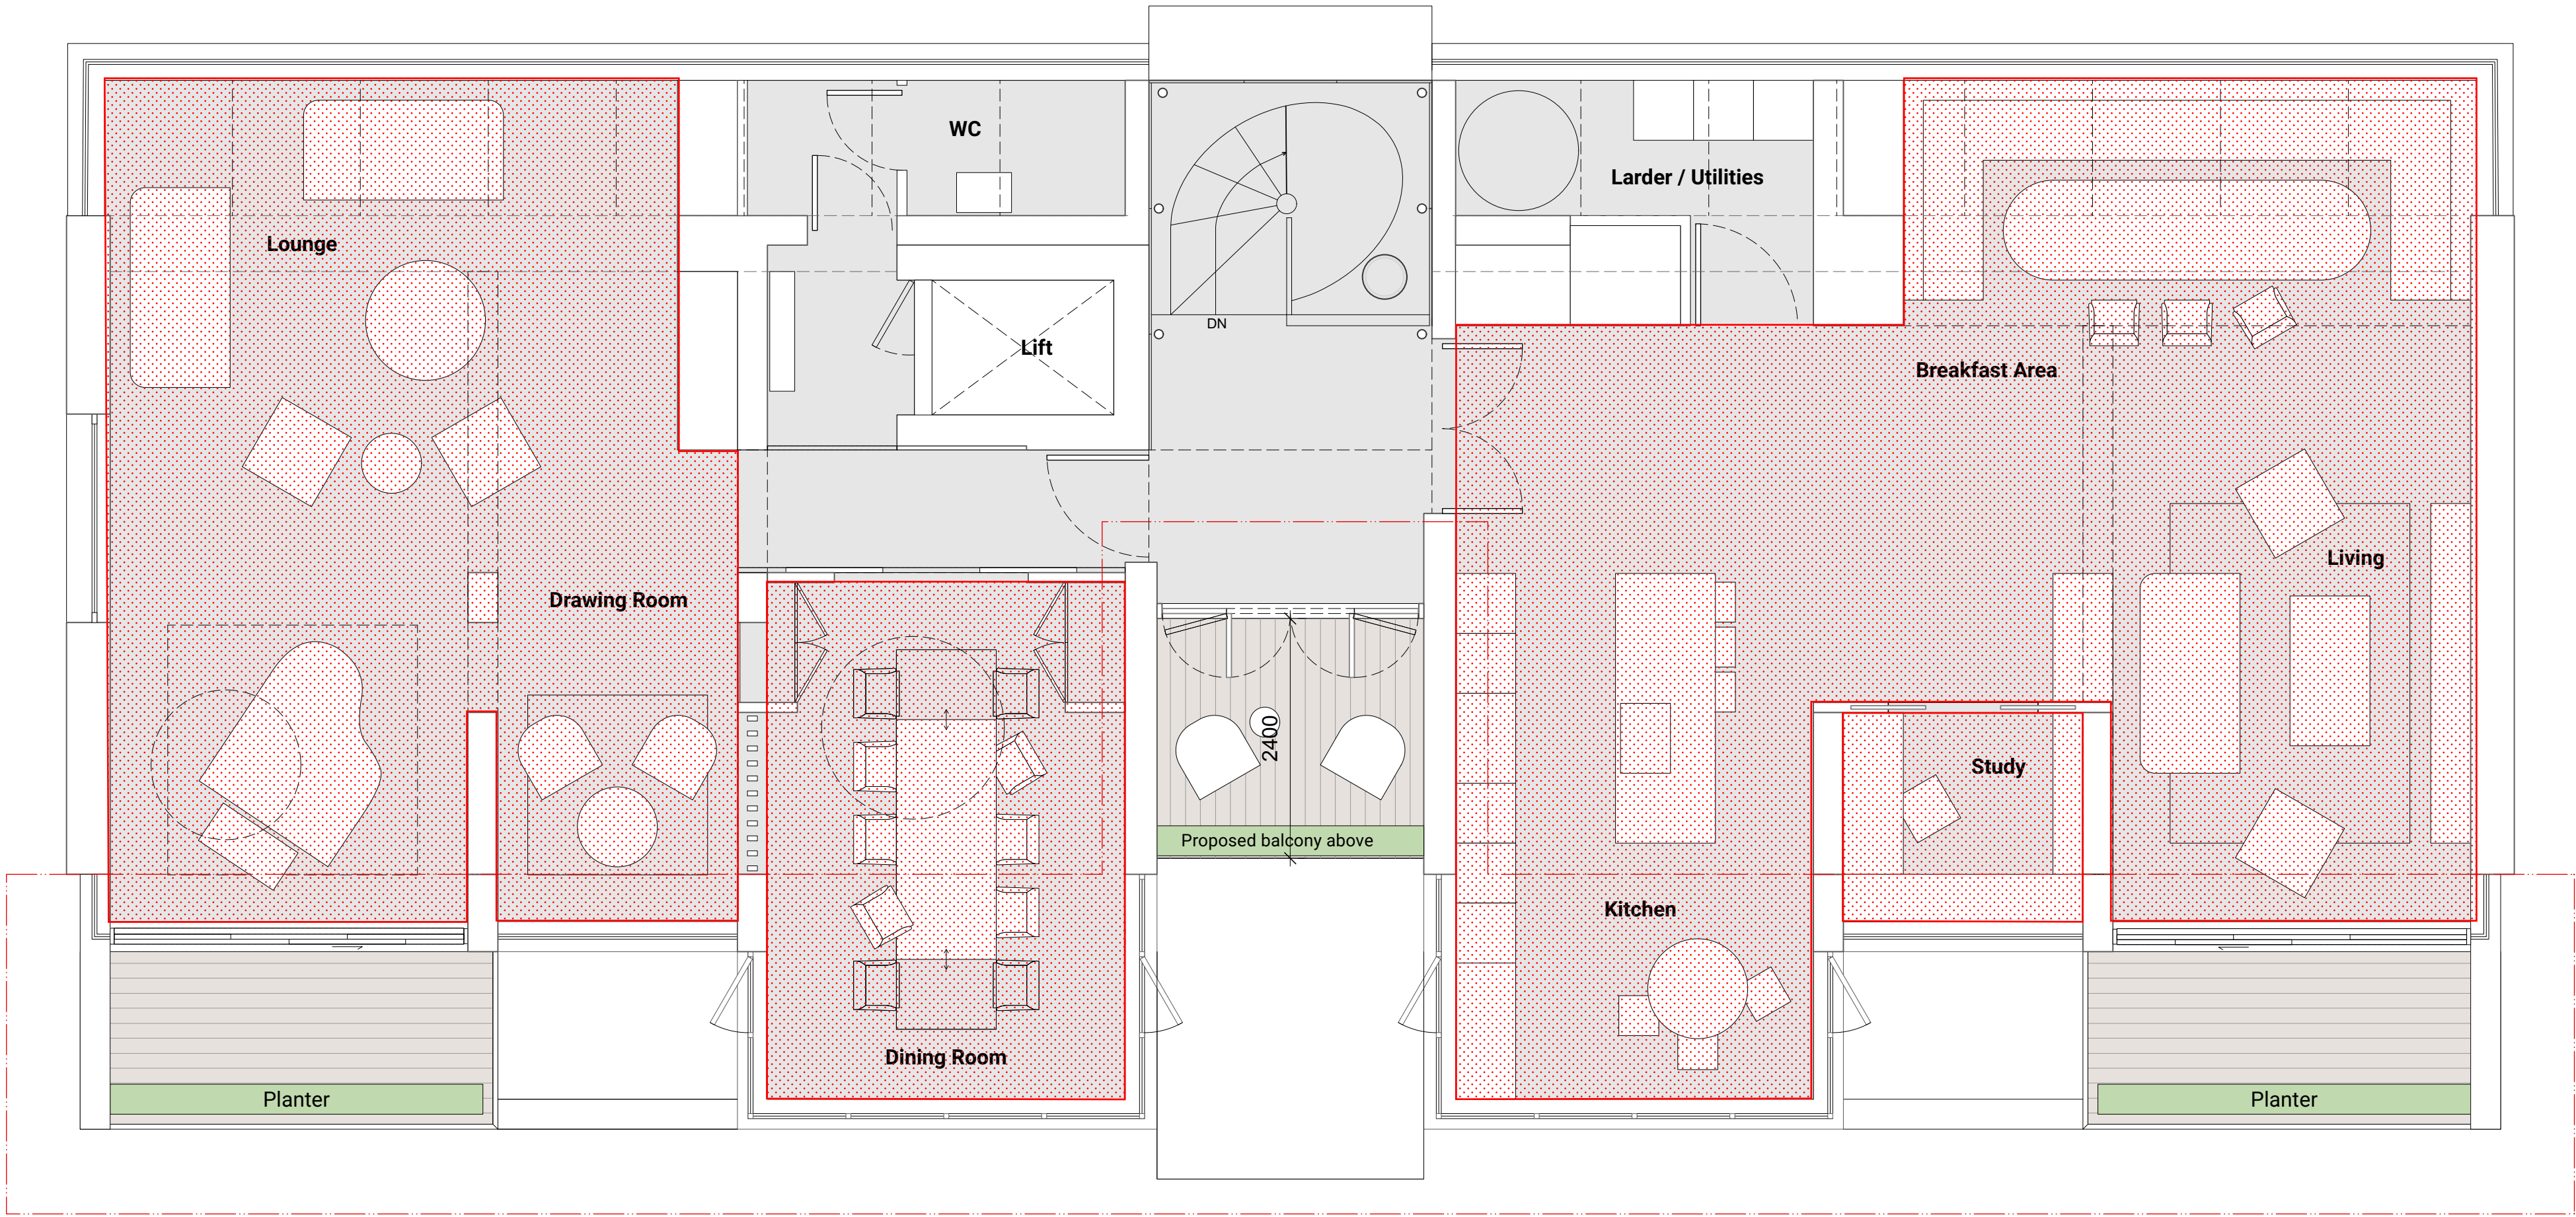 WC
Larder / Utilities
Lounge
DN
Lift
Breakfast Area
Living
Drawing Room
2400
Study
Proposed balcony above
Kitchen
Dining Room
Planter
Planter